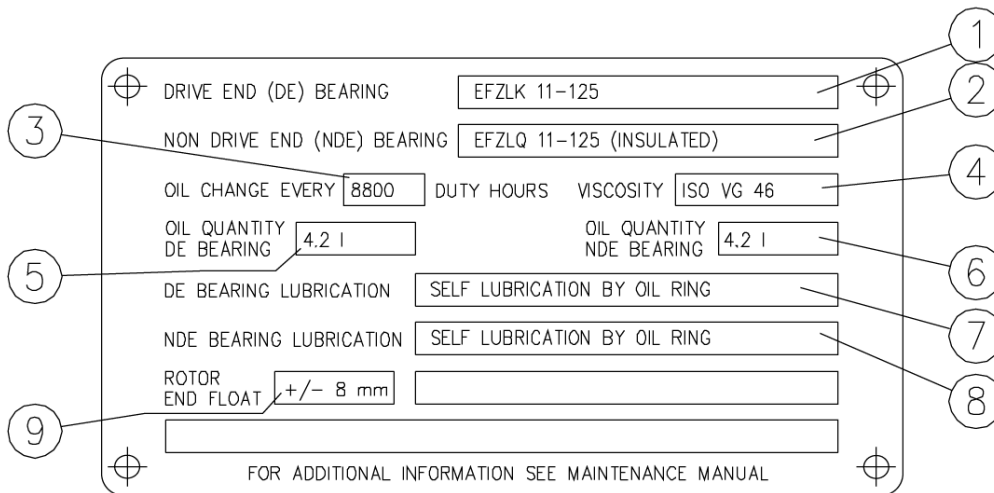 1
DRIVE END (DE) BEARING EFZLK 11-125
2
NON DRIVE END (NDE) BEARING EFZLQ 11-125 (INSULATED)
3
OIL CHANGE EVERY 8800 DUTY HOURS VISCOSITY ISO VG 46
4
OIL QUANTITY DE BEARING 4.2 l
OIL QUANTITY NDE BEARING 4.2 l
5
6
DE BEARING LUBRICATION SELF LUBRICATION BY OIL RING
7
NDE BEARING LUBRICATION SELF LUBRICATION BY OIL RING
8
ROTOR END FLOAT +/- 8 mm
9
FOR ADDITIONAL INFORMATION SEE MAINTENANCE MANUAL